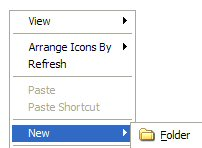 View
Arrange Icons By
Refresh
Paste
Paste Shortcut
New
Folder